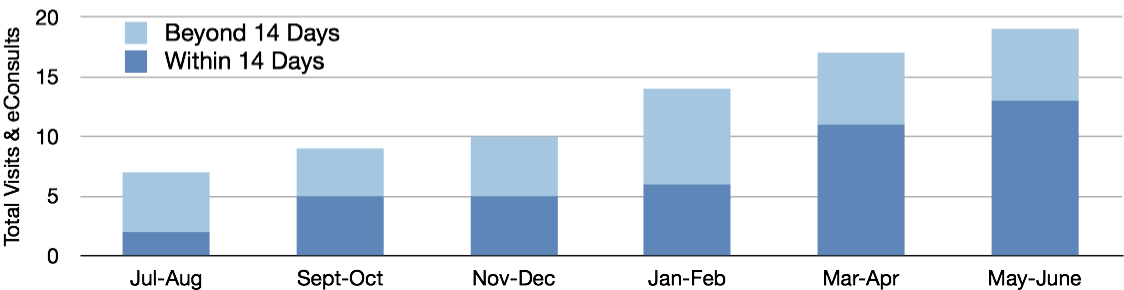 Total Visits & eConsults
20
15
10
5
0
Beyond 14 Days
Within 14 Days
Jul-Aug Sept-Oct Nov-Dec Jan-Feb Mar-Apr May-June